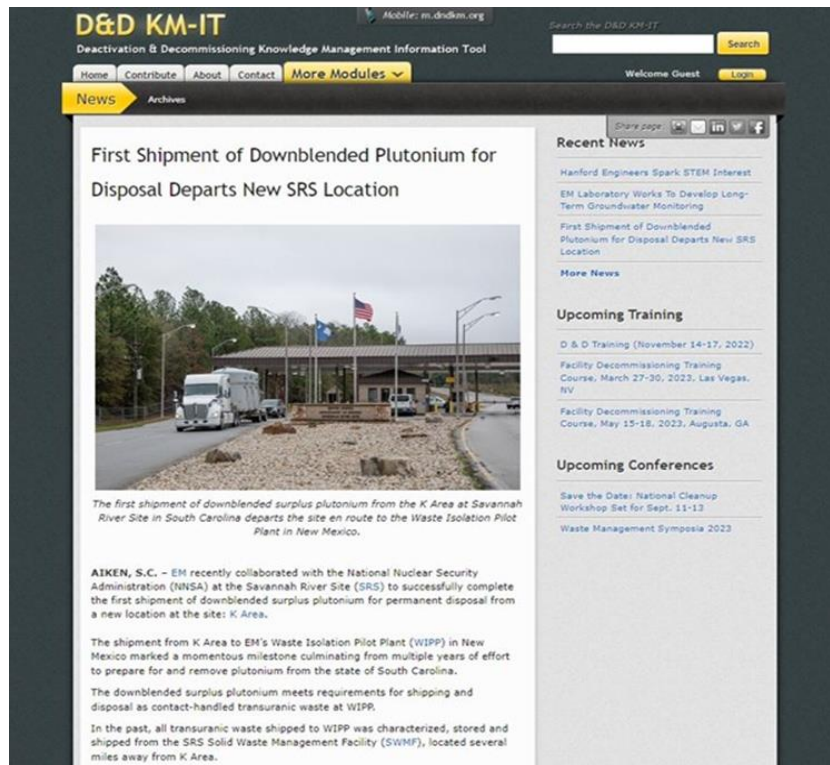 D&D KM-IT
Deactivation & Decommissioning Knowledge Management Information Tool
Mobile: m.dndkm.org
Search the D&D KM-IT
Search
Home
Contribute
About
Contact
More Modules
Welcome Guest
Login
News
Archives
Share page:
First Shipment of Downblended Plutonium for
Disposal Departs New SRS Location
The first shipment of downblended surplus plutonium from the K Area at Savannah
River Site in South Carolina departs the site en route to the Waste Isolation Pilot
Plant in New Mexico.
AIKEN, S.C. – EM recently collaborated with the National Nuclear Security
Administration (NNSA) at the Savannah River Site (SRS) to successfully complete
the first shipment of downblended surplus plutonium for permanent disposal from
a new location at the site: K Area.
The shipment from K Area to EM's Waste Isolation Pilot Plant (WIPP) in New
Mexico marked a momentous milestone culminating from multiple years of effort
to prepare for and remove plutonium from the state of South Carolina.
The downblended surplus plutonium meets requirements for shipping and
disposal as contact-handled transuranic waste at WIPP.
In the past, all transuranic waste shipped to WIPP was characterized, stored and
shipped from the SRS Solid Waste Management Facility (SWMF), located several
miles away from K Area.
Recent News
Hanford Engineers Spark STEM Interest
EM Laboratory Works To Develop Long-
Term Groundwater Monitoring
First Shipment of Downblended
Plutonium for Disposal Departs New SRS
Location
More News
Upcoming Training
D & D Training (November 14-17, 2022)
Facility Decommissioning Training
Course, March 27-30, 2023, Las Vegas,
NV
Facility Decommissioning Training
Course, May 15-18, 2023, Augusta, GA
Upcoming Conferences
Save the Date: National Cleanup
Workshop Set for Sept. 11-13
Waste Management Symposia 2023